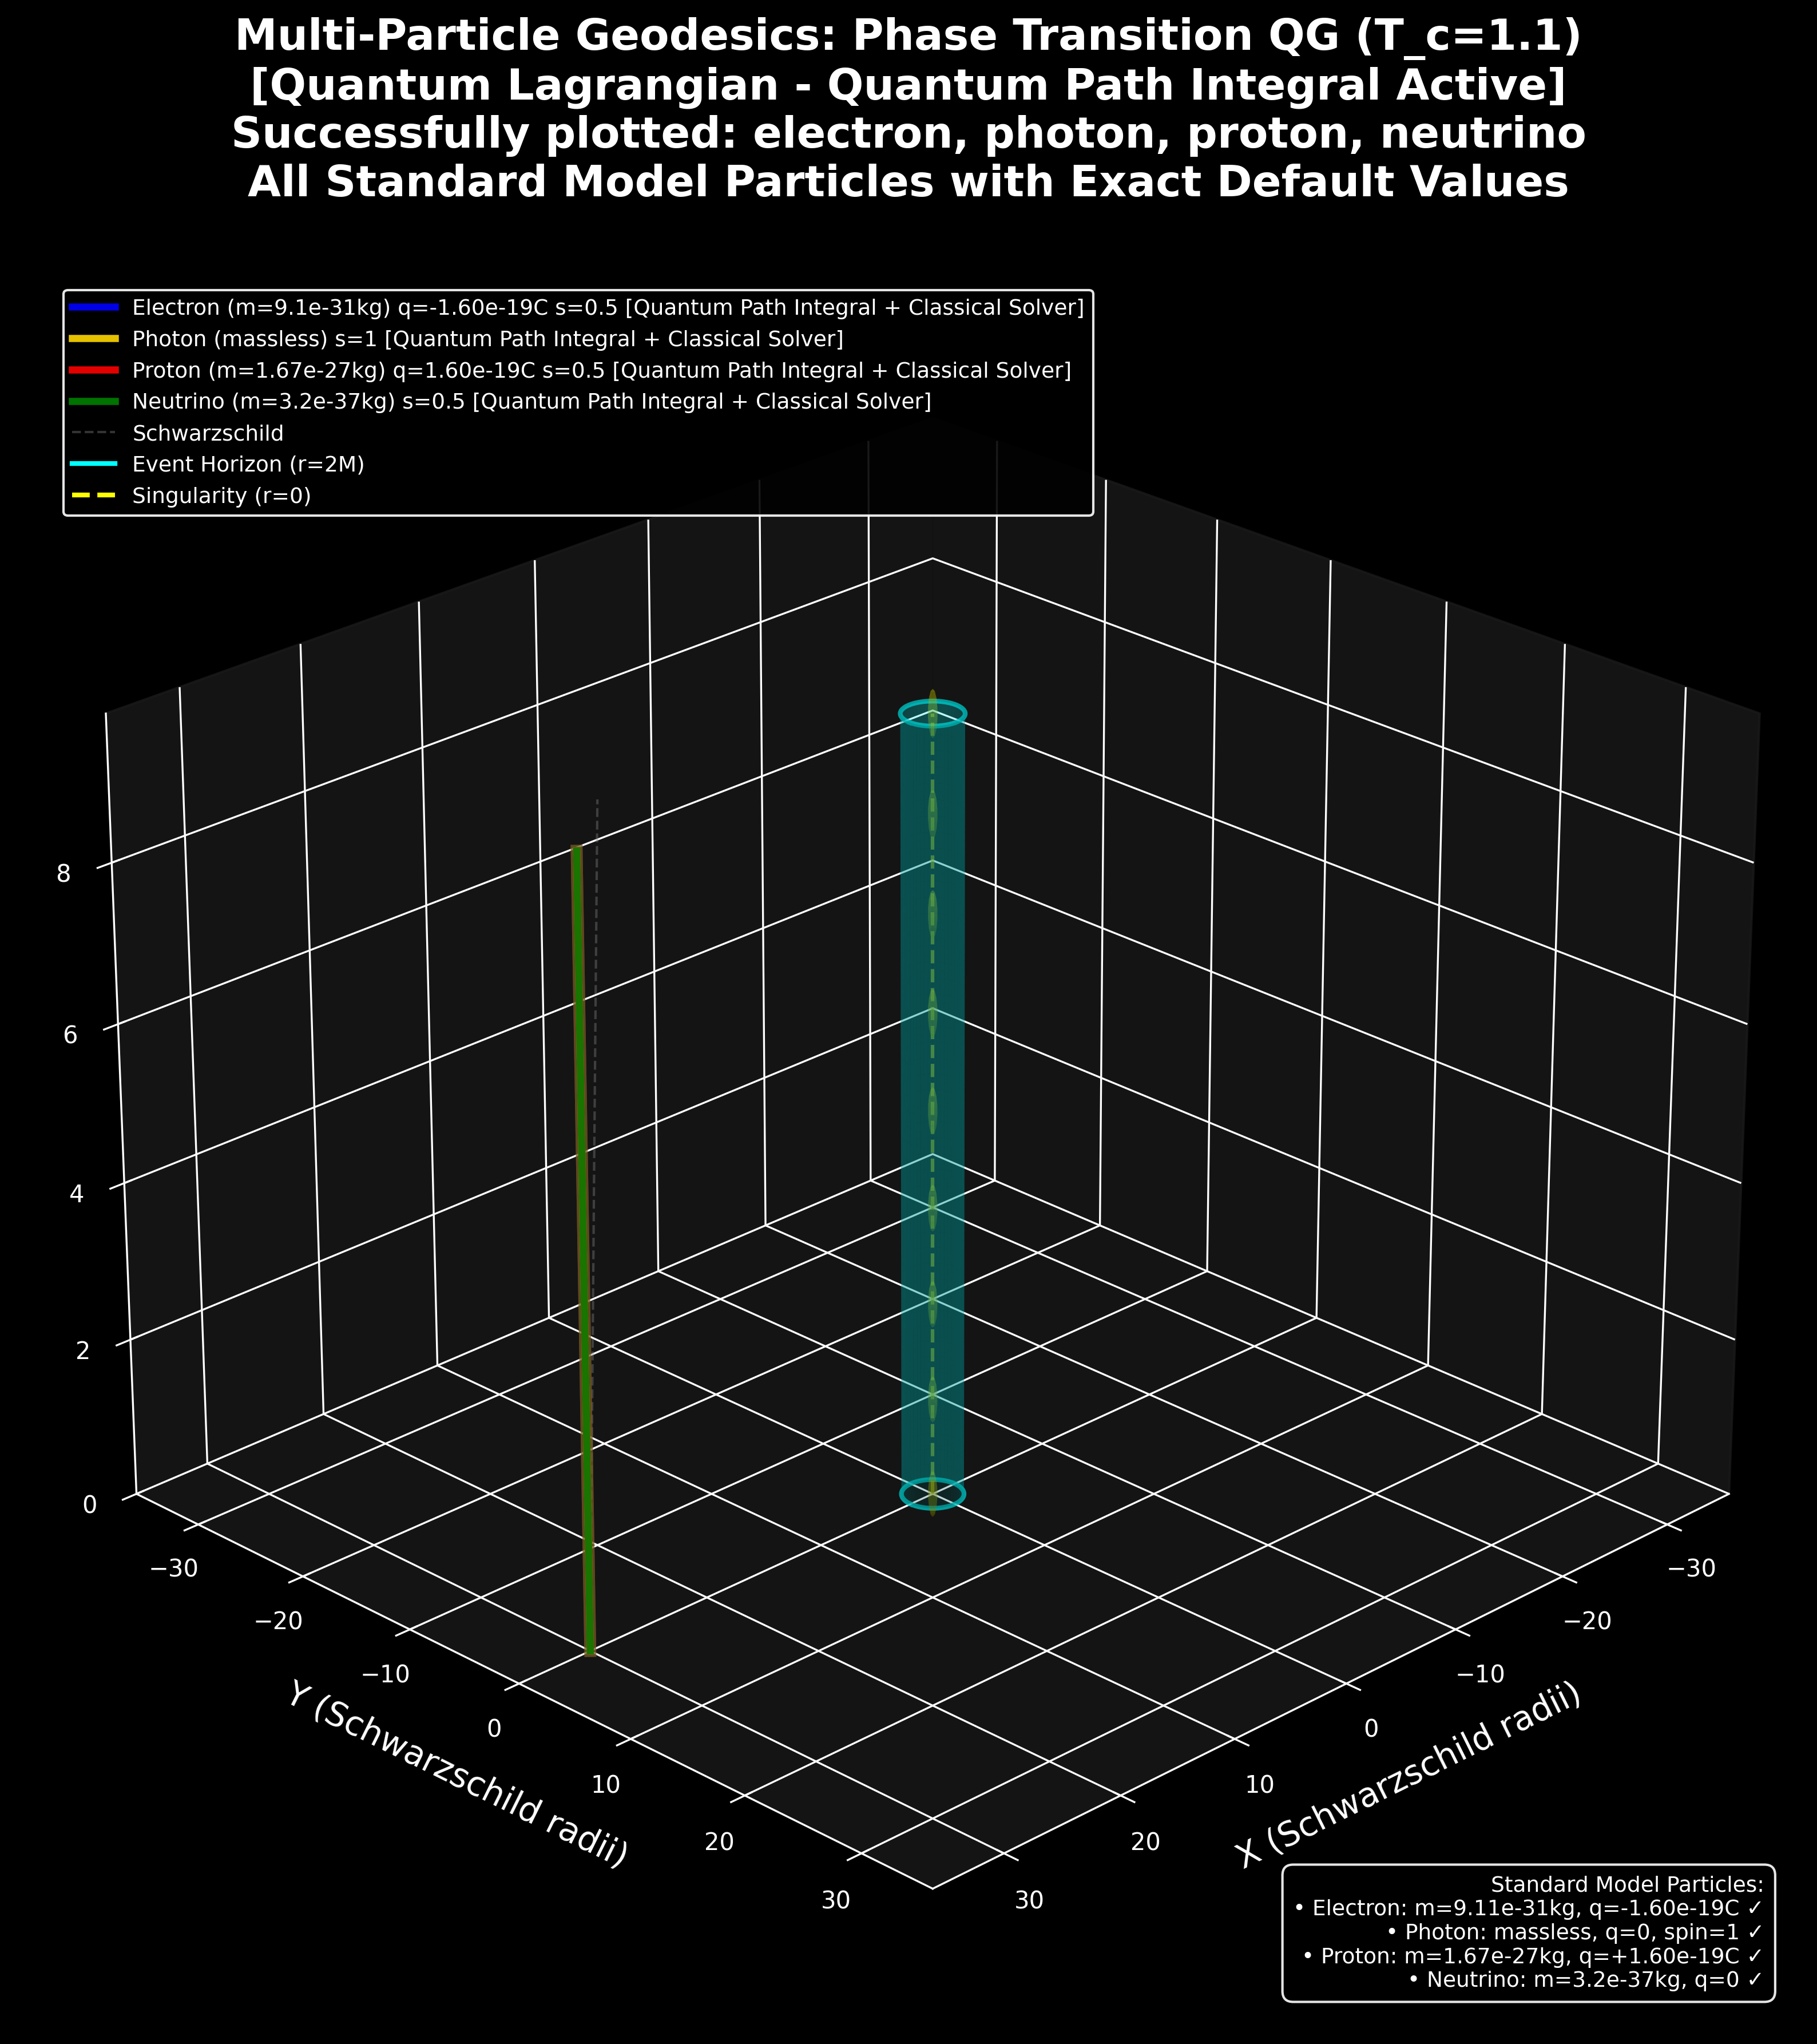 Multi-Particle Geodesics: Phase Transition QG (T_c=1.1)
[Quantum Lagrangian - Quantum Path Integral Active]
Successfully plotted: electron, photon, proton, neutrino
All Standard Model Particles with Exact Default Values
Electron (m=9.1e-31kg) q=-1.60e-19C s=0.5 [Quantum Path Integral + Classical Solver]
Photon (massless) s=1 [Quantum Path Integral + Classical Solver]
Proton (m=1.67e-27kg) q=1.60e-19C s=0.5 [Quantum Path Integral + Classical Solver]
Neutrino (m=3.2e-37kg) s=0.5 [Quantum Path Integral + Classical Solver]
Schwarzschild
Event Horizon (r=2M)
Singularity (r=0)
8
6
4
2
0
−30
−20
−10
0
10
20
30
Y (Schwarzschild radii)
−30
−20
−10
0
10
20
30
X (Schwarzschild radii)
Standard Model Particles:
• Electron: m=9.11e-31kg, q=-1.60e-19C ✓
• Photon: massless, q=0, spin=1 ✓
• Proton: m=1.67e-27kg, q=+1.60e-19C ✓
• Neutrino: m=3.2e-37kg, q=0 ✓